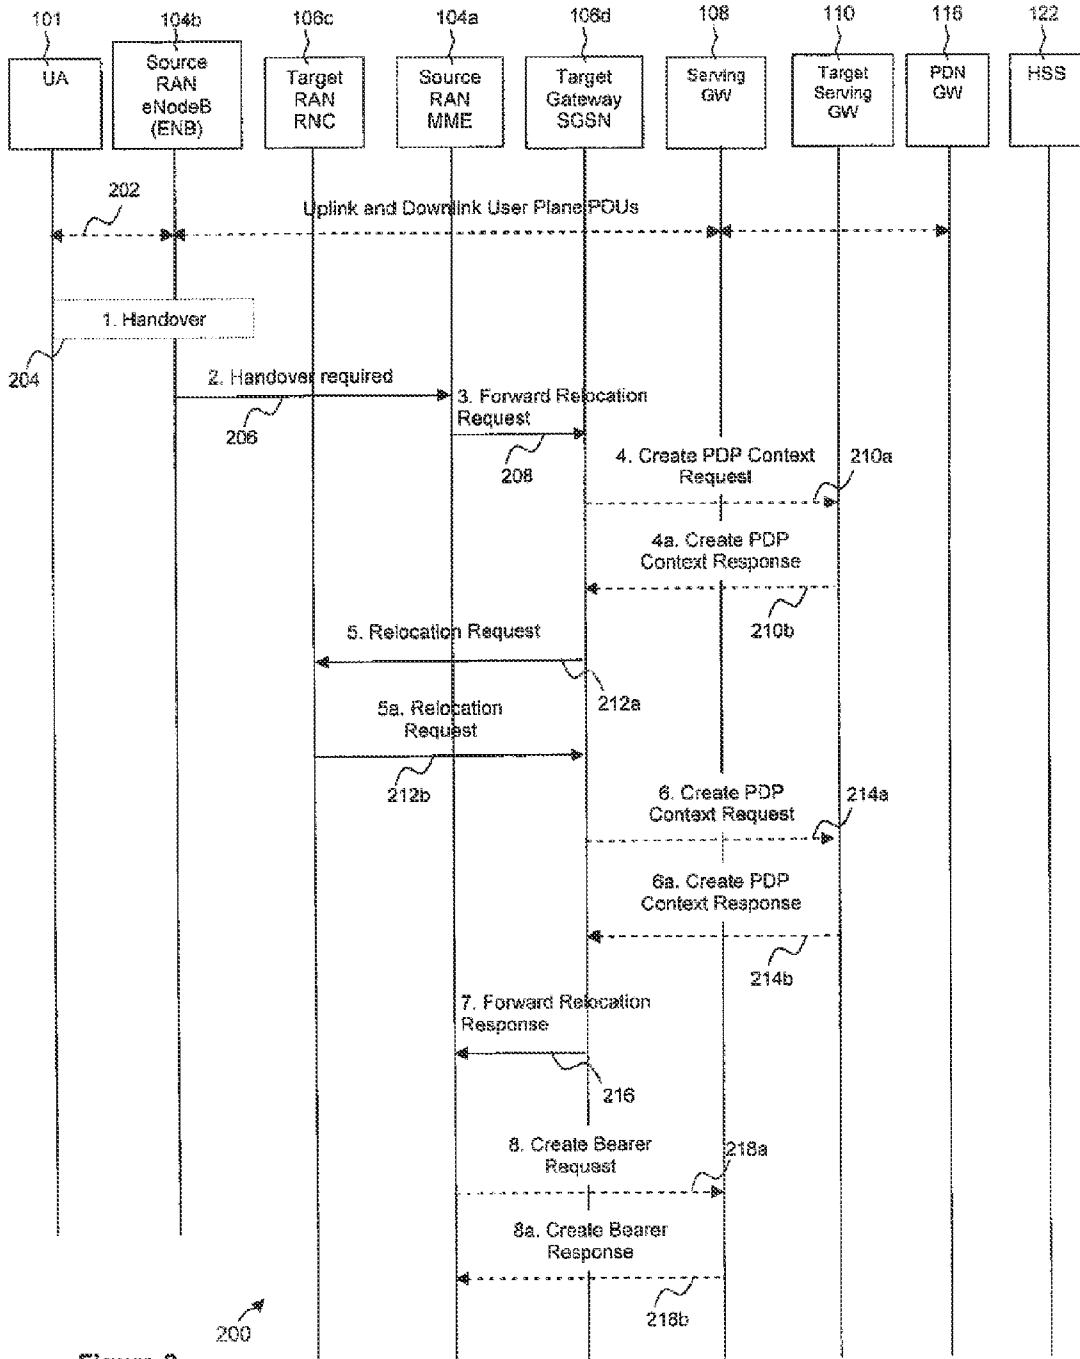 101
104b
106c
104a
106d
108
110
116
122
UA
Source
RAN
eNodeB
(ENB)
Target
RAN
RNC
Source
RAN
MME
Target
Gateway
SGSN
Serving
GW
Target
Serving
GW
PDN
GW
HSS
202
Uplink and Downlink User Plane PDUs
1. Handover
204
2. Handover required
206
3. Forward Relocation
Request
208
4. Create PDP Context
Request
210a
4a. Create PDP
Context Response
210b
5. Relocation Request
212a
5a. Relocation
Request
212b
6. Create PDP
Context Request
214a
6a. Create PDP
Context Response
214b
7. Forward Relocation
Response
216
8. Create Bearer
Request
218a
8a. Create Bearer
Response
218b
200